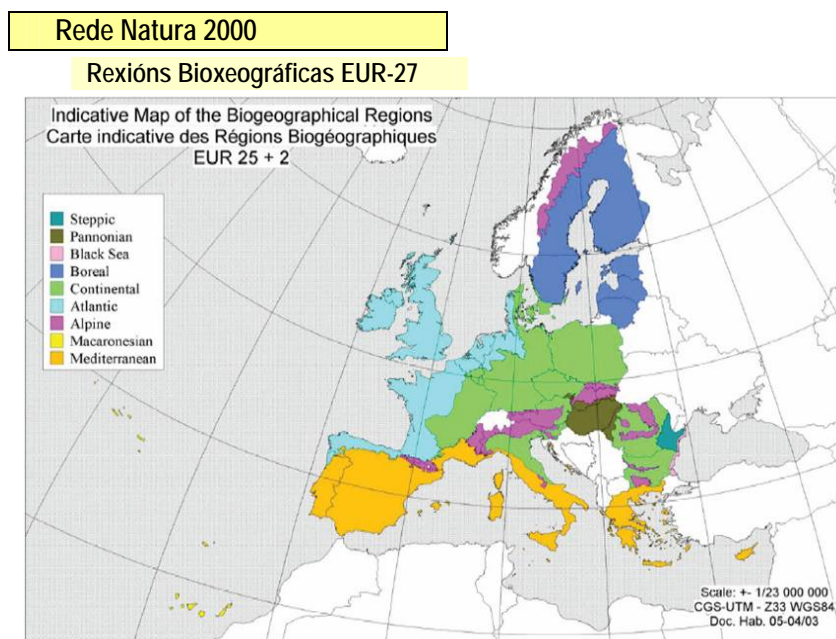 Rede Natura 2000
Rexións Bioxeográficas EUR-27
Indicative Map of the Biogeographical Regions
Carte indicative des Régions Biogéographiques
EUR 25 + 2
Steppic
Pannonian
Black Sea
Boreal
Continental
Atlantic
Alpine
Macaronesian
Mediterranean
Scale: +- 1/23 000 000
CGS-UTM - Z33 WGS84
Doc. Hab. 05-04/03